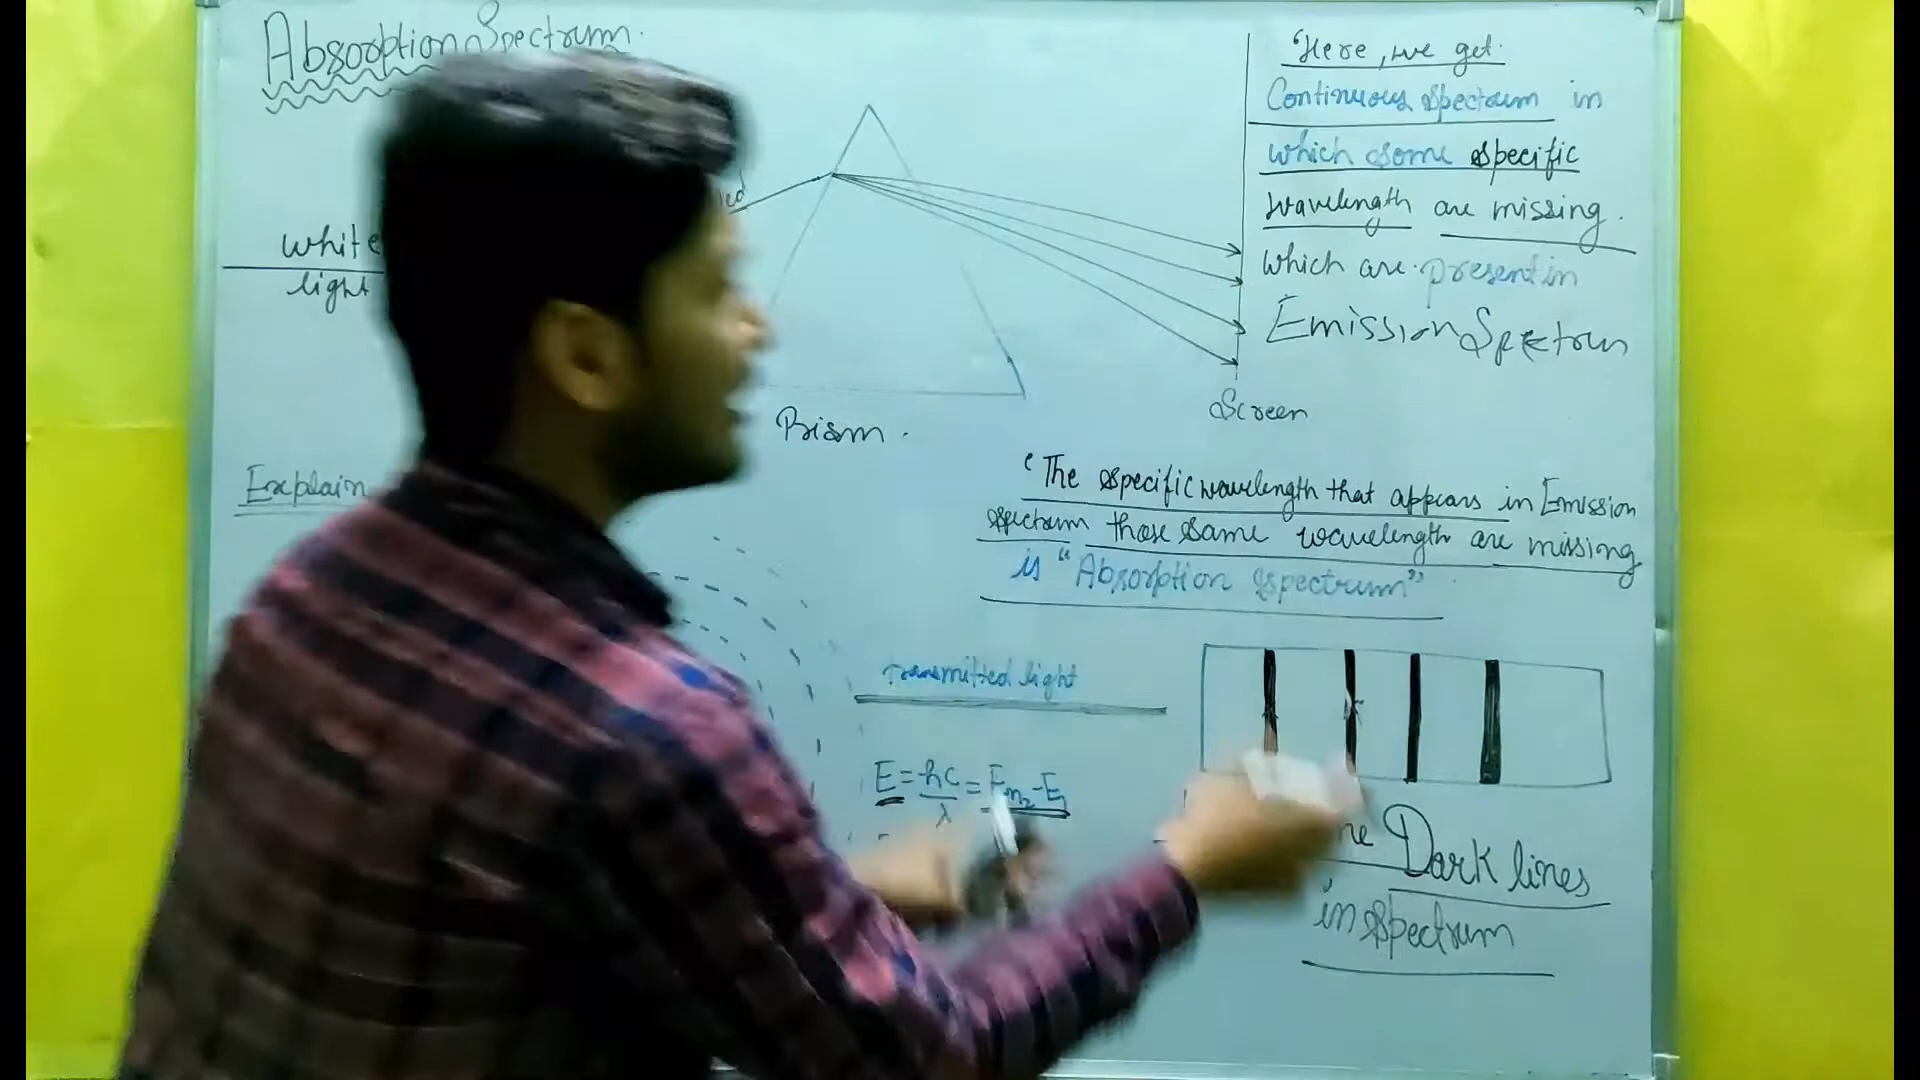 Absorption Spectrum.
White
light
Prism.
Screen
"Here, we get.
Continuous spectrum in
which some specific
wavelength are missing.
which are present in
Emission Spectrum
Explain
"The specific wavelength that appears in Emission
spectrum those same wavelength are missing
is "Absorption spectrum"
Transmitted light
E = hc/λ = En₂-E₁
Dark lines
in spectrum